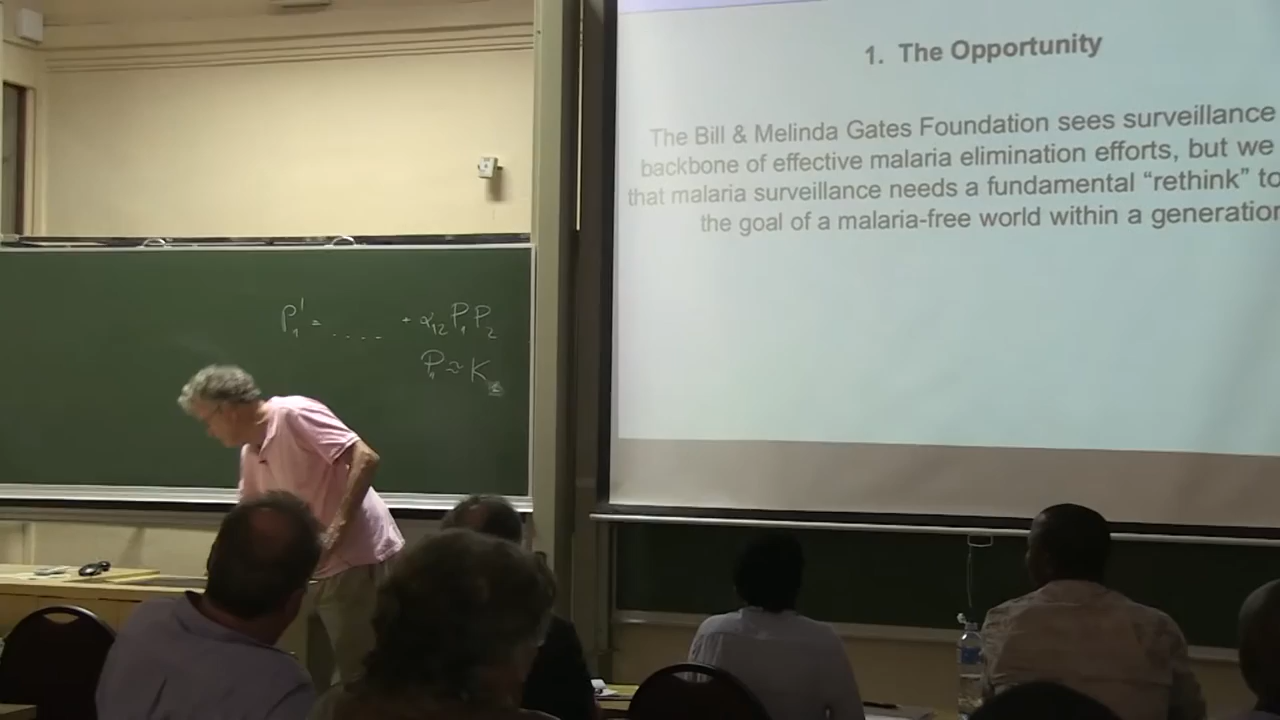 P₁' = .... + α₁₂ P₁ P₂
P₁ ≈ K
1. The Opportunity
The Bill & Melinda Gates Foundation sees surveillance
backbone of effective malaria elimination efforts, but we
that malaria surveillance needs a fundamental “rethink” to
the goal of a malaria-free world within a generation